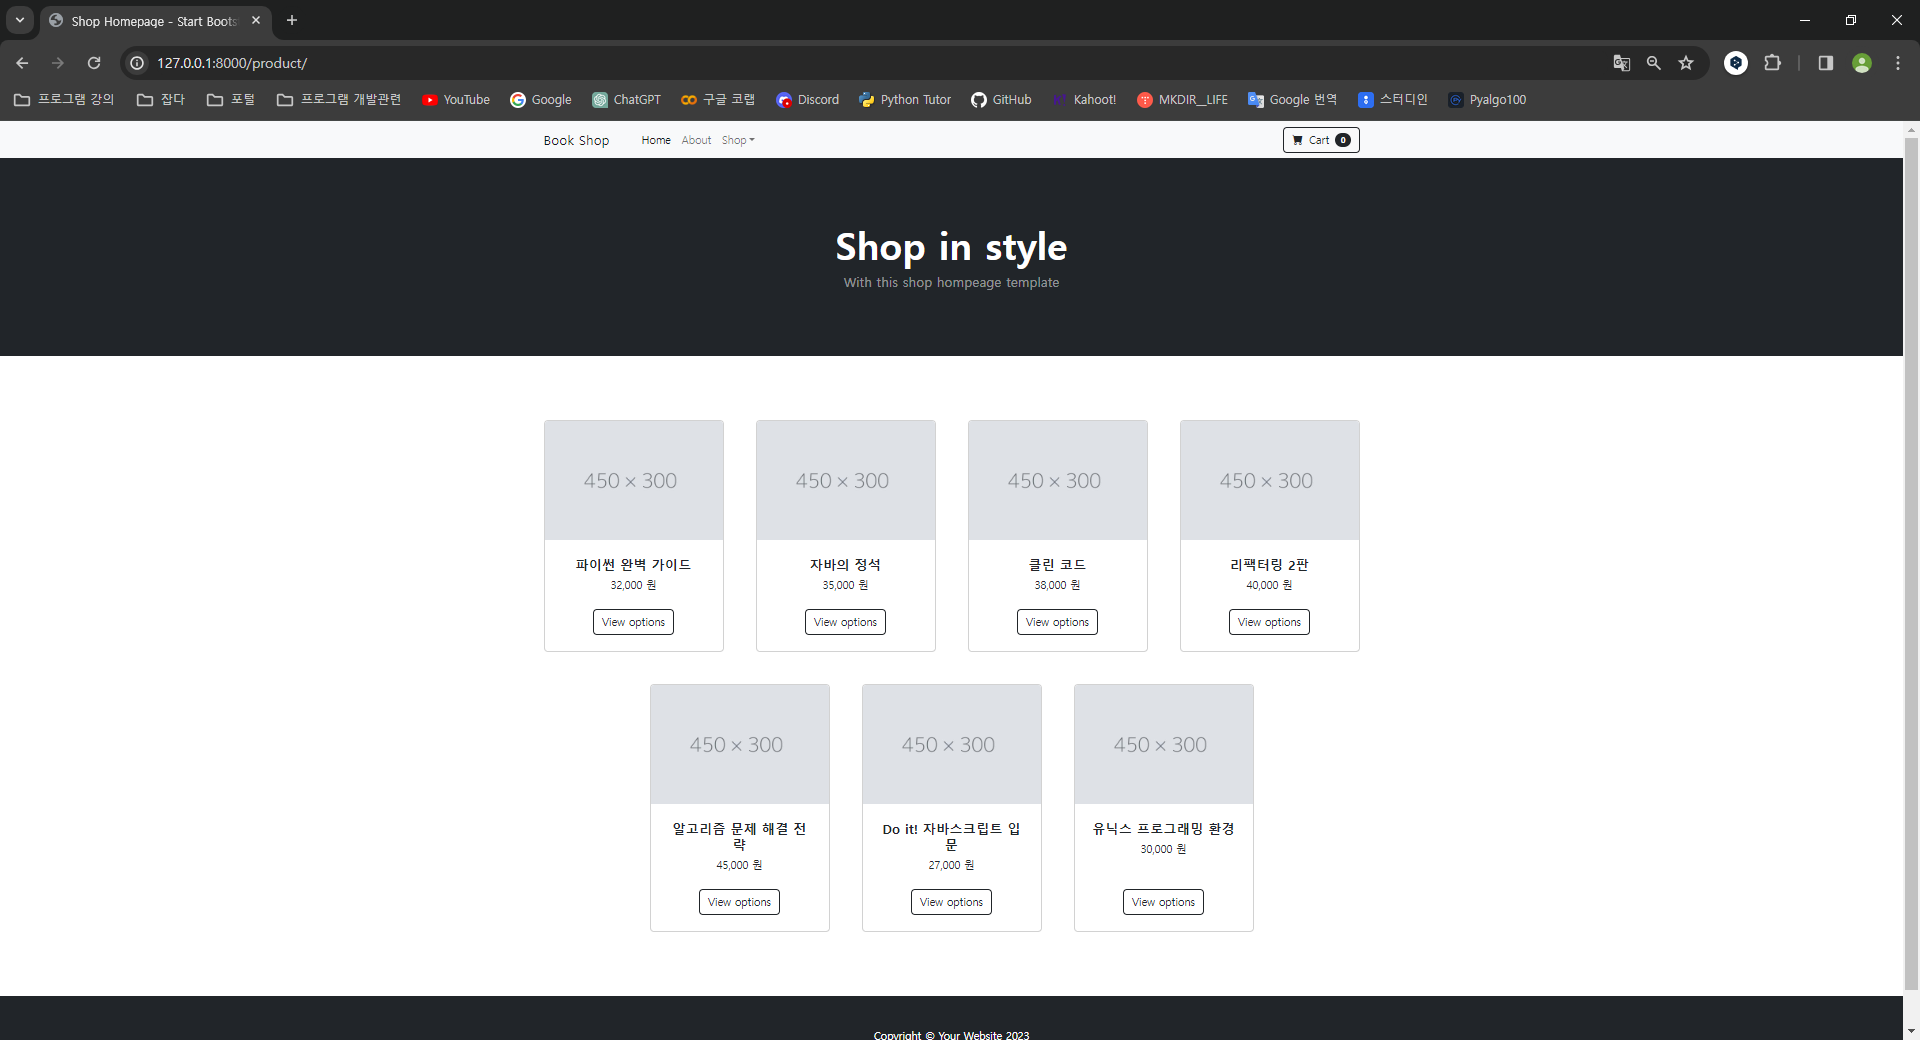 Shop Homepage - Start Boots
127.0.0.1:8000/product/
프로그램 강의 잡다 포털 프로그램 개발관련 YouTube Google ChatGPT 구글 코랩 Discord Python Tutor GitHub Kahoot! MKDIR__LIFE Google 번역 스터디인 Pyalgo100
Book Shop Home About Shop Cart 0
Shop in style
With this shop hompeage template
450 × 300 450 × 300 450 × 300 450 × 300
파이썬 완벽 가이드 자바의 정석 클린 코드 리팩터링 2판
32,000 원 35,000 원 38,000 원 40,000 원
View options View options View options View options
450 × 300 450 × 300 450 × 300
알고리즘 문제 해결 전 Do it! 자바스크립트 입 유닉스 프로그래밍 환경
략 문 30,000 원
45,000 원 27,000 원
View options View options View options
Copyright © Your Website 2023